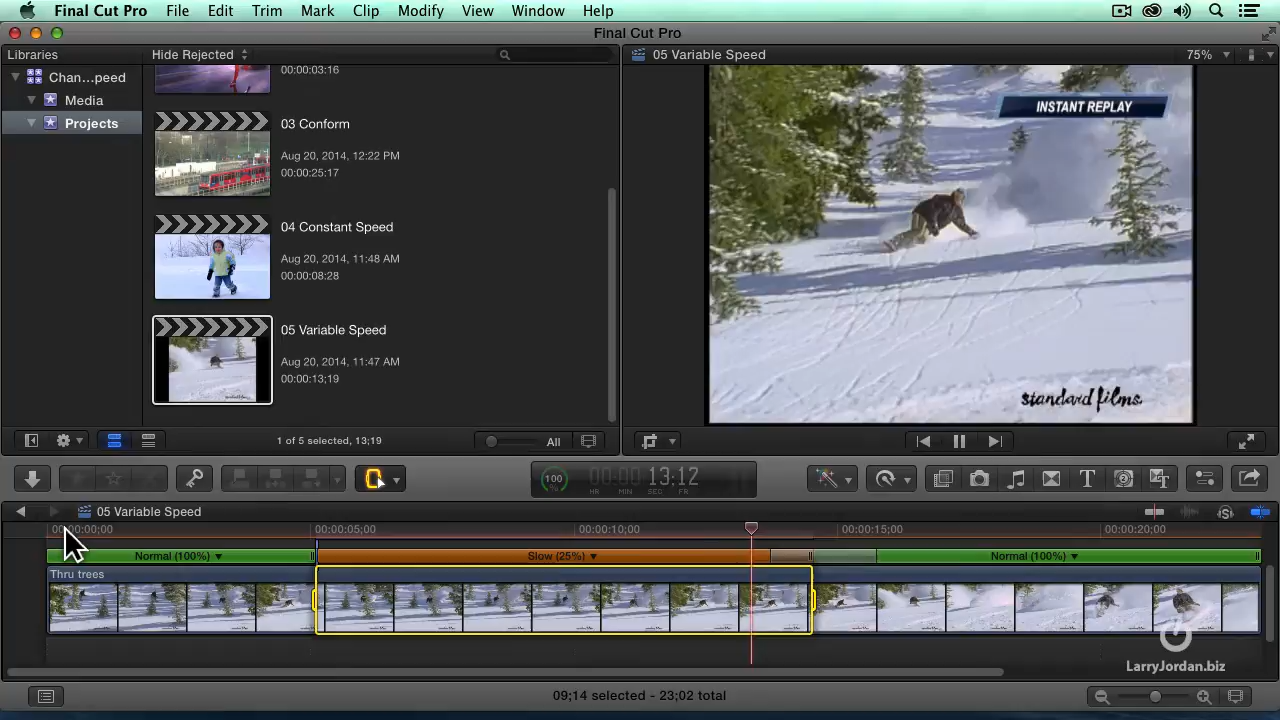 Final Cut Pro File Edit Trim Mark Clip Modify View Window Help
Final Cut Pro
Libraries
Hide Rejected
05 Variable Speed
75%
Chan...peed
Media
Projects
00:00:03:16
03 Conform
Aug 20, 2014, 12:22 PM
00:00:25:17
04 Constant Speed
Aug 20, 2014, 11:48 AM
00:00:08:28
05 Variable Speed
Aug 20, 2014, 11:47 AM
00:00:13;19
INSTANT REPLAY
standard films.
1 of 5 selected, 13;19
All
100
%
00:00:13:12
HR MIN SEC FR
05 Variable Speed
00:00:00;00 00:00:05;00 00:00:10;00 00:00:15;00 00:00:20;00
Normal (100%) Slow (25%) Normal (100%)
Thru trees
LarryJordan.biz
09;14 selected - 23;02 total